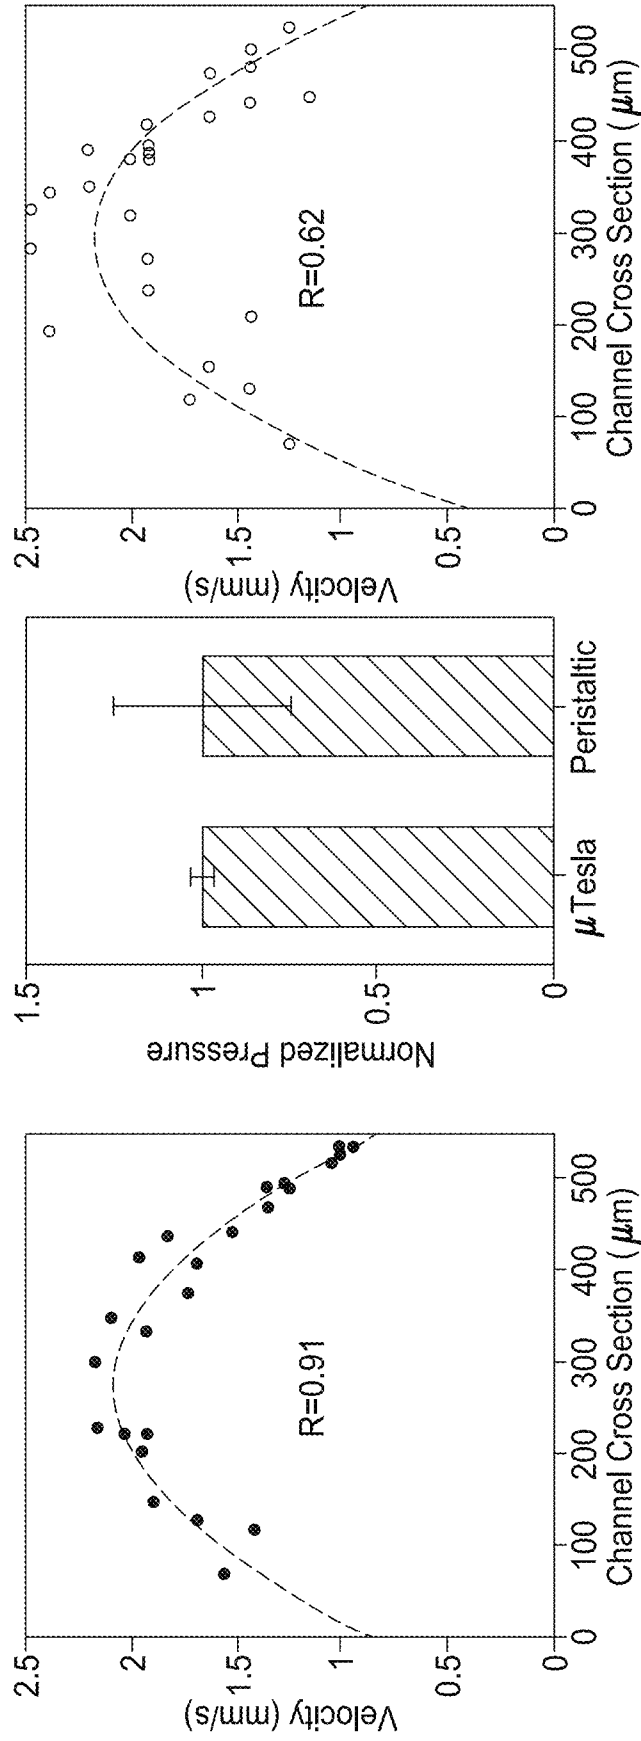 Velocity (mm/s)
2.5
2
1.5
1
0.5
0
R=0.91
0 100 200 300 400 500
Channel Cross Section (μm)
Normalized Pressure
1.5
1
0.5
0
μTesla Peristaltic
Velocity (mm/s)
2.5
2
1.5
1
0.5
0
R=0.62
0 100 200 300 400 500
Channel Cross Section (μm)